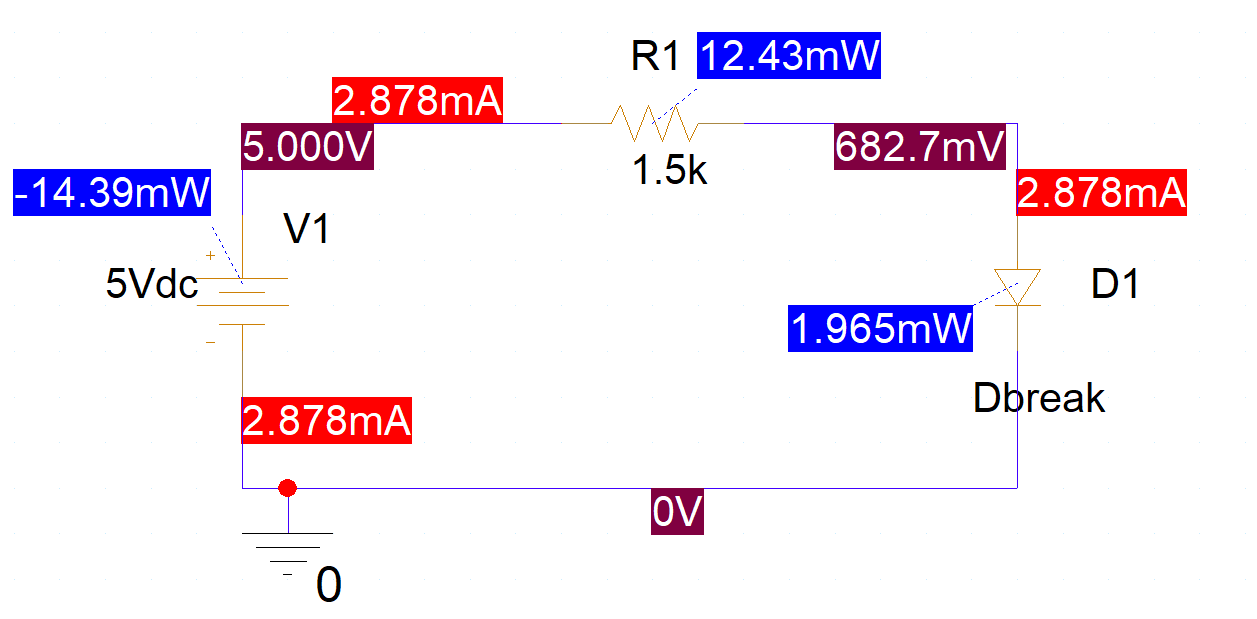 R1
12.43mW
2.878mA
5.000V
682.7mV
1.5k
-14.39mW
2.878mA
V1
+
5Vdc
D1
1.965mW
-
Dbreak
2.878mA
0V
0